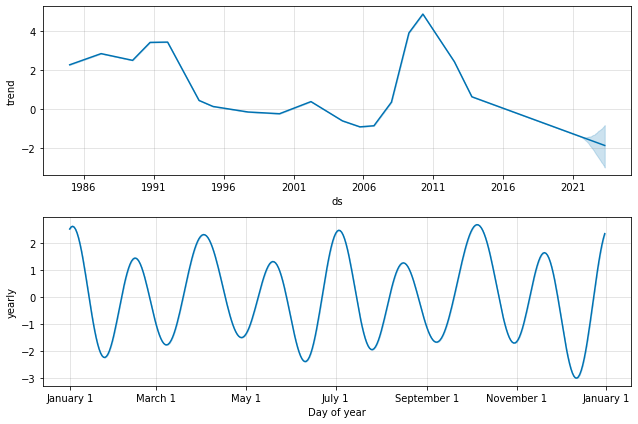 4
2
0
−2
trend
1986 1991 1996 2001 2006 2011 2016 2021
ds
2
1
0
−1
−2
−3
yearly
January 1 March 1 May 1 July 1 September 1 November 1 January 1
Day of year